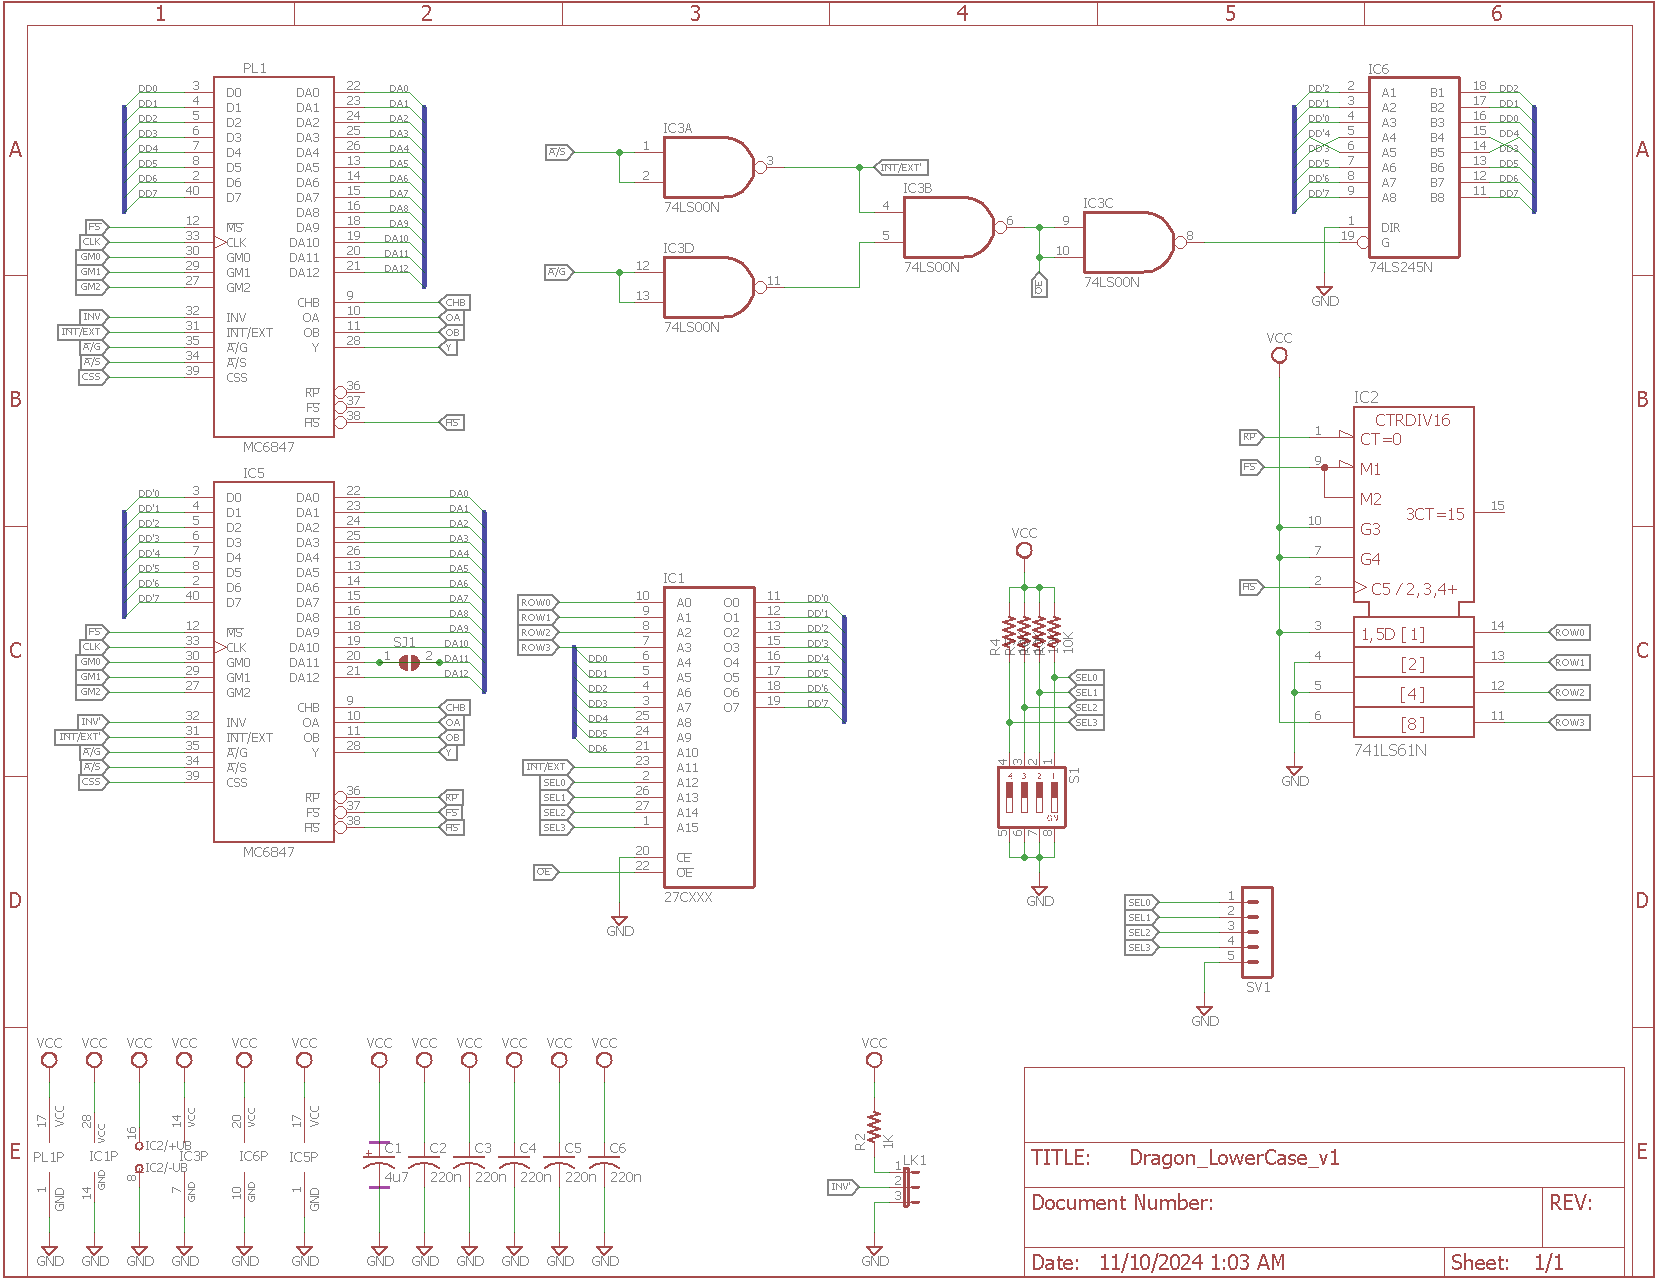 1 2 3 4 5 6
A
B
C
D
E
A
B
C
D
E
PL1
DD0 3 D0
DD1 4 D1
DD2 5 D2
DD3 6 D3
DD4 7 D4
DD5 8 D5
DD6 2 D6
DD7 40 D7
FS 12 MS
CLK 33 CLK
GM0 30 GM0
GM1 29 GM1
GM2 27 GM2
INV 32 INV
INT/EXT 31 INT/EXT
A/G 35 A/G
A/S 34 A/S
CSS 39 CSS
DA0 22 DA0
DA1 23 DA1
DA2 24 DA2
DA3 25 DA3
DA4 26 DA4
DA5 13 DA5
DA6 14 DA6
DA7 15 DA7
DA8 16 DA8
DA9 18 DA9
DA10 19 DA10
DA11 20 DA11
DA12 21 DA12
CHB 9 CHB
OA 10 OA
OB 11 OB
Y 28 Y
RP 36
FS 37
HS 38 HS
MC6847
IC5
DD'0 3 D0
DD'1 4 D1
DD'2 5 D2
DD'3 6 D3
DD'4 7 D4
DD'5 8 D5
DD'6 2 D6
DD'7 40 D7
FS 12 MS
CLK 33 CLK
GM0 30 GM0
GM1 29 GM1
GM2 27 GM2
INV' 32 INV
INT/EXT' 31 INT/EXT
A/G 35 A/G
A/S 34 A/S
CSS 39 CSS
DA0 22 DA0
DA1 23 DA1
DA2 24 DA2
DA3 25 DA3
DA4 26 DA4
DA5 13 DA5
DA6 14 DA6
DA7 15 DA7
DA8 16 DA8
DA9 18 DA9
DA10 19 DA10
SJ1
DA11 20 1 2 DA11
DA12 21 DA12
CHB 9 CHB
OA 10 OA
OB 11 OB
Y 28 Y
RP 36 RP
FS 37 FS
HS 38 HS
MC6847
IC3A
A/S 1 3
2
74LS00N
INT/EXT'
IC3D
A/G 12 11
13
74LS00N
IC3B
4 6
5
74LS00N
IC3C
9 8
10
74LS00N
OE
IC6
DD'2 2 A1 B1 18 DD2
DD'1 3 A2 B2 17 DD1
DD'0 4 A3 B3 16 DD0
DD'4 5 A4 B4 15 DD4
DD'3 6 A5 B5 14 DD3
DD'5 7 A6 B6 13 DD5
DD'6 8 A7 B7 12 DD6
DD'7 9 A8 B8 11 DD7
1 DIR
19 G
74LS245N
GND
VCC
IC2
CTRDIV16
RP 1 CT=0
FS 9 M1
M2
3CT=15 15
10 G3
7 G4
HS 2 C5/2,3,4+
3 1,5D [1] 14 ROW0
4 [2] 13 ROW1
5 [4] 12 ROW2
6 [8] 11 ROW3
741LS61N
GND
IC1
ROW0 10 A0 O0 11 DD'0
ROW1 9 A1 O1 12 DD'1
ROW2 8 A2 O2 13 DD'2
ROW3 7 A3 O3 15 DD'3
DD0 6 A4 O4 16 DD'4
DD1 5 A5 O5 17 DD'5
DD2 4 A6 O6 18 DD'6
DD3 3 A7 O7 19 DD'7
DD4 25 A8
DD5 24 A9
DD6 21 A10
INT/EXT 23 A11
SEL0 2 A12
SEL1 26 A13
SEL2 27 A14
SEL3 1 A15
20 CE
OE 22 OE
27CXXX
GND
VCC
R4 10K
SEL0
SEL1
SEL2
SEL3
4 3 2 1
4 3 2 1
S1
5 6 7 8
GND
SEL0 1
SEL1 2
SEL2 3
SEL3 4
5
SV1
GND
VCC VCC VCC VCC VCC VCC VCC VCC VCC VCC VCC VCC VCC
17 VCC 28 VCC 16 14 VCC 20 VCC 17 VCC
PL1P IC1P IC2/+UB IC3P IC6P IC5P
IC2/-UB
1 GND 14 GND 8 7 GND 10 GND 1 GND
C1 C2 C3 C4 C5 C6
4u7 220n 220n 220n 220n 220n
R2 1K
LK1
1
INV' 2
3
GND GND GND GND GND GND GND GND GND GND GND GND GND
TITLE: Dragon_LowerCase_v1
Document Number:
REV:
Date: 11/10/2024 1:03 AM
Sheet: 1/1